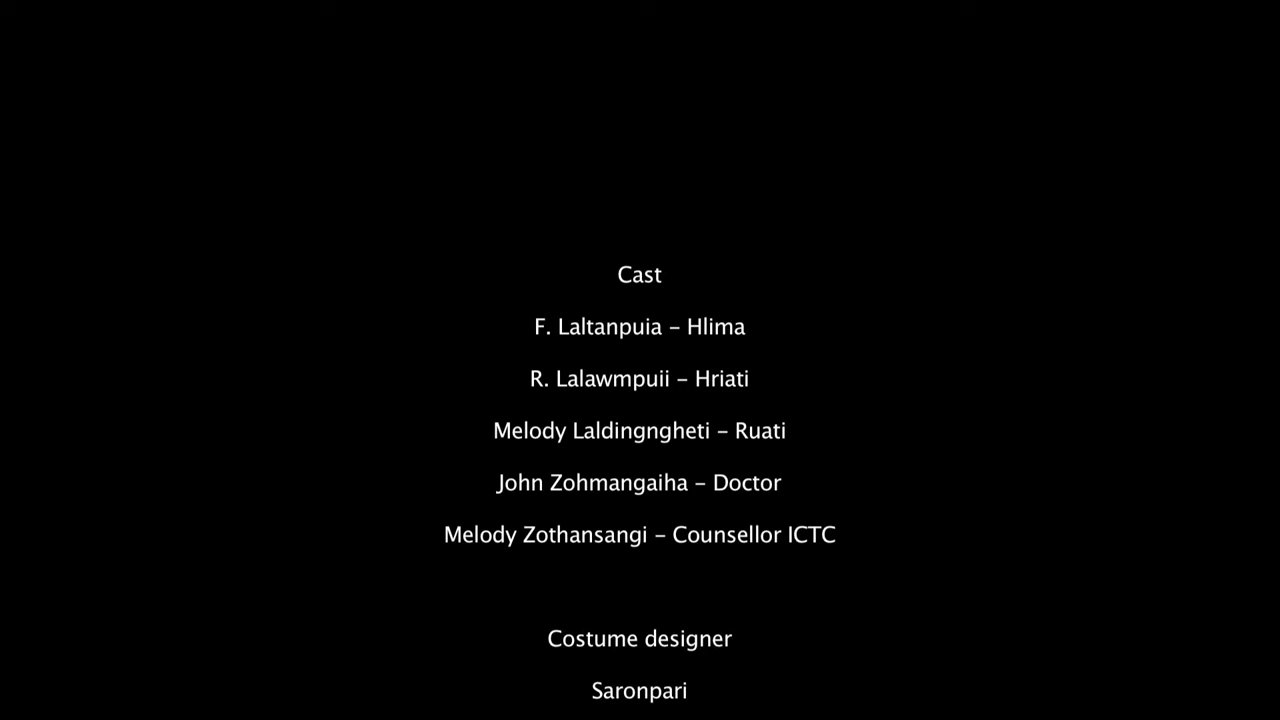 Cast
F. Laltanpuia – Hlima
R. Lalawmpuii – Hriati
Melody Laldingngheti – Ruati
John Zohmangaiha – Doctor
Melody Zothansangi – Counsellor ICTC
Costume designer
Saronpari